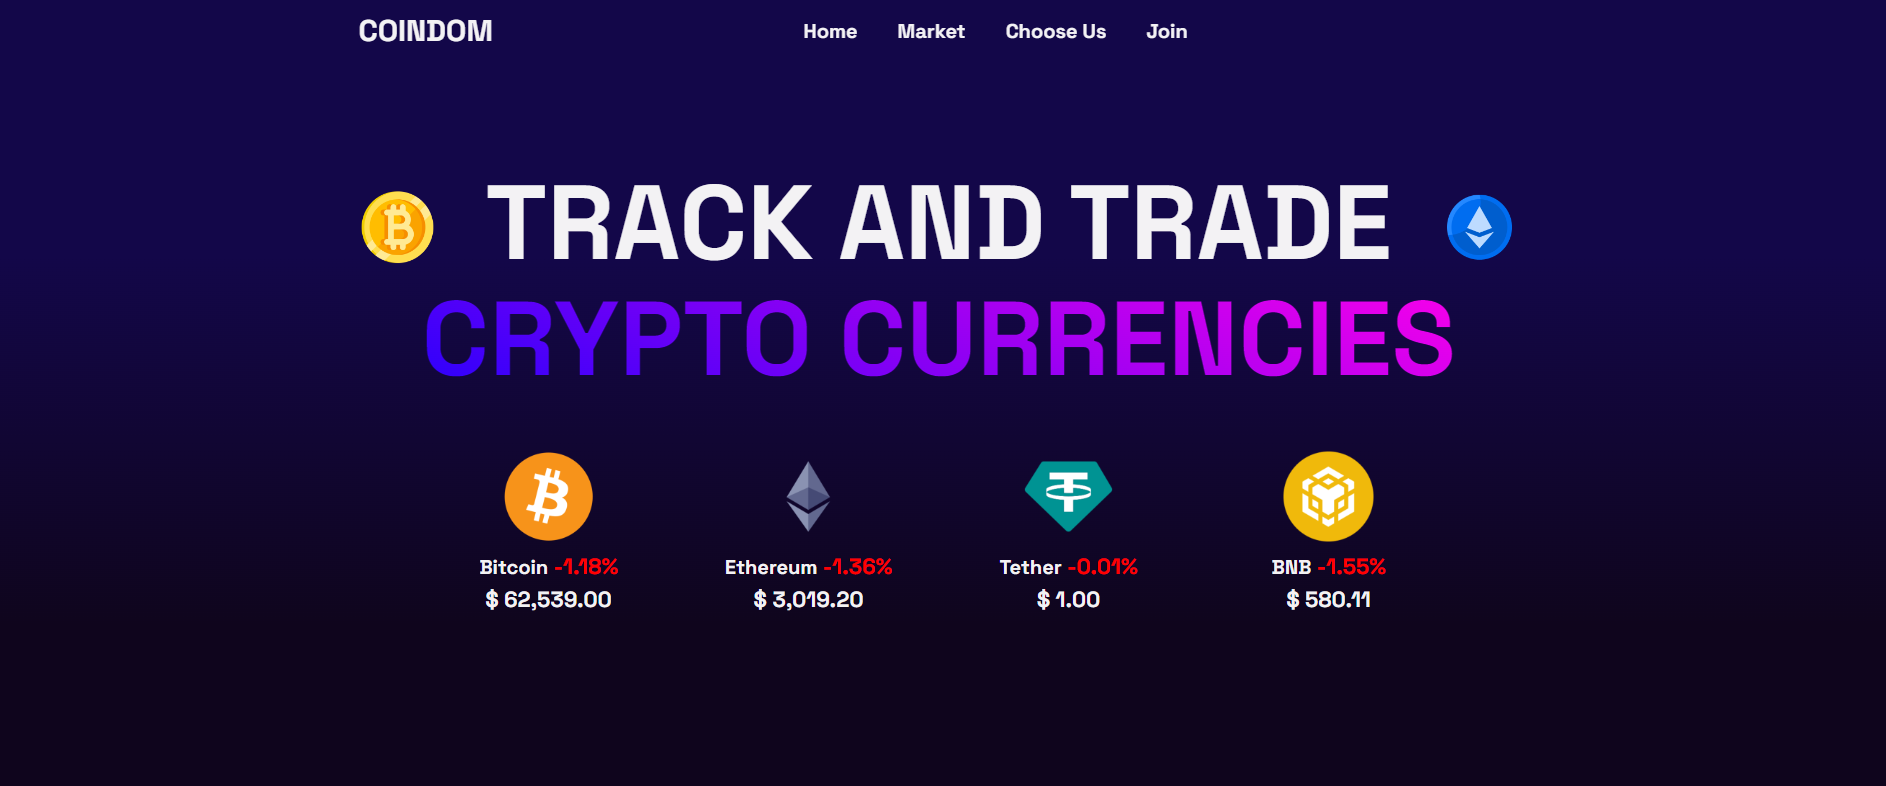 COINDOM
Home Market Choose Us Join
TRACK AND TRADE
CRYPTO CURRENCIES
Bitcoin -1.18%
$ 62,539.00
Ethereum -1.36%
$ 3,019.20
Tether -0.01%
$ 1.00
BNB -1.55%
$ 580.11